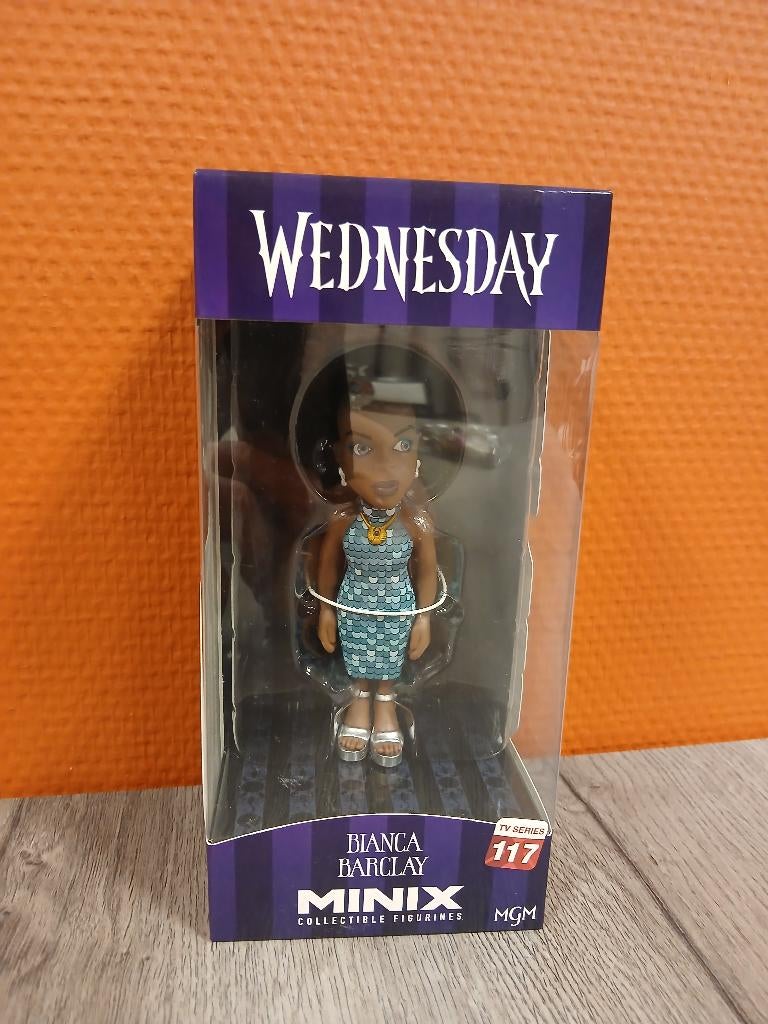 WEDNESDAY
BIANCA
BARCLAY
TV SERIES
117
MINIX
COLLECTIBLE FIGURINES
MGM